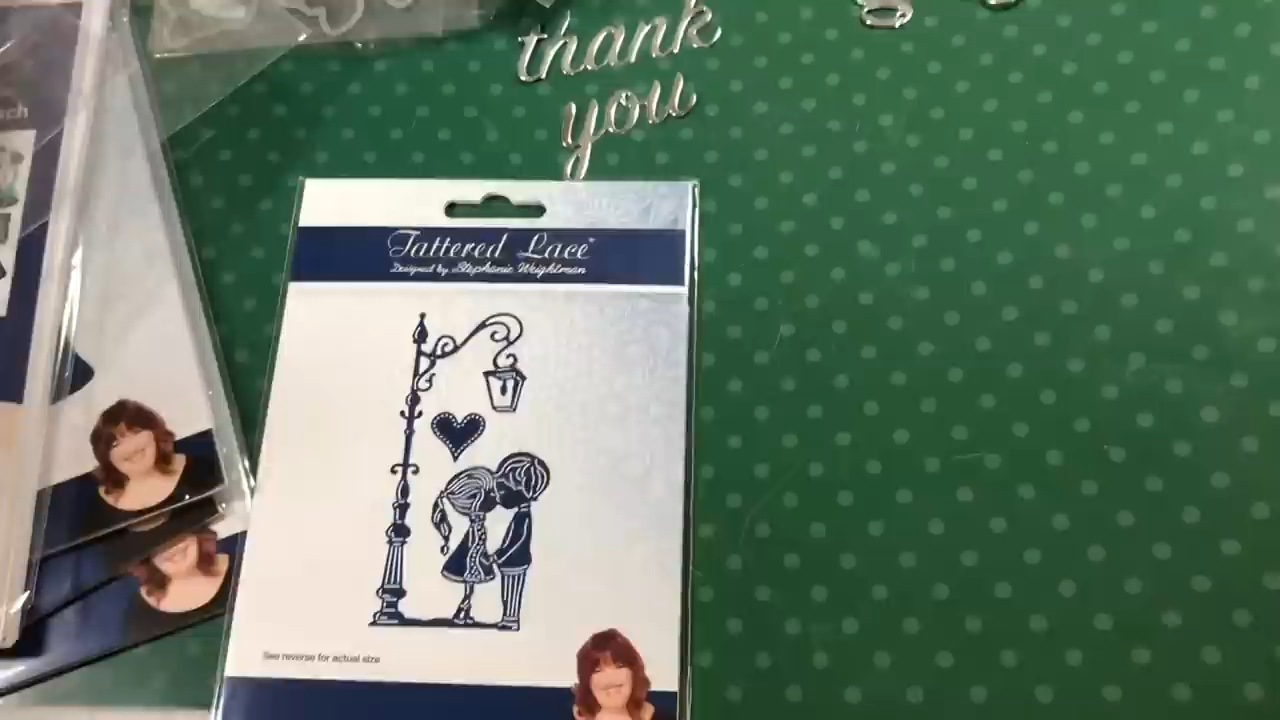 thank
you
Tattered Lace
Designed by Stephanie Weightman
See reverse for actual size